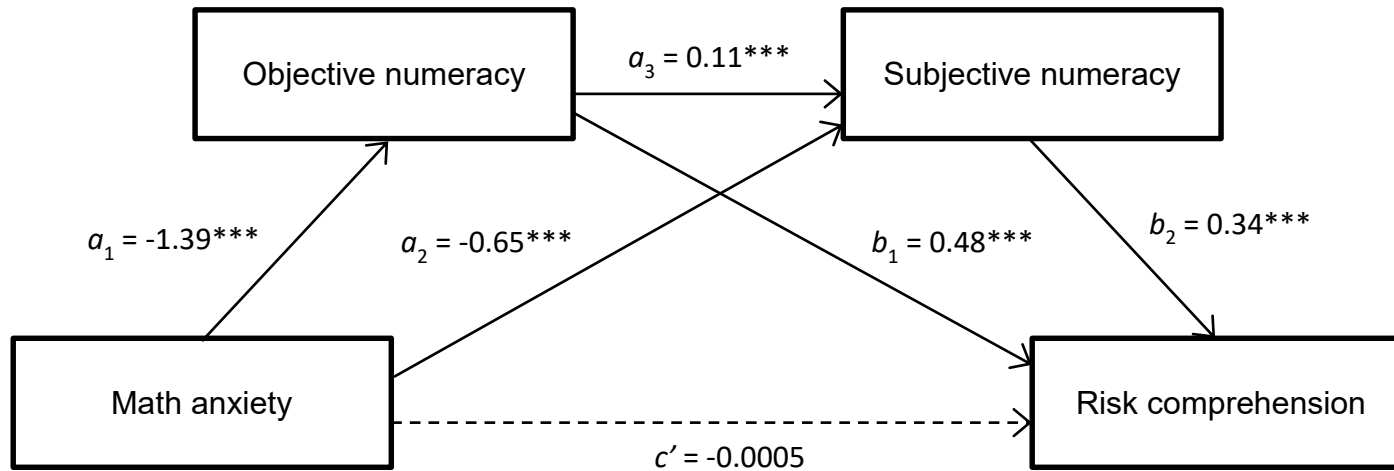 Objective numeracy
a₃ = 0.11***
Subjective numeracy
a₁ = -1.39***
a₂ = -0.65***
b₁ = 0.48***
b₂ = 0.34***
Math anxiety
Risk comprehension
c′ = -0.0005